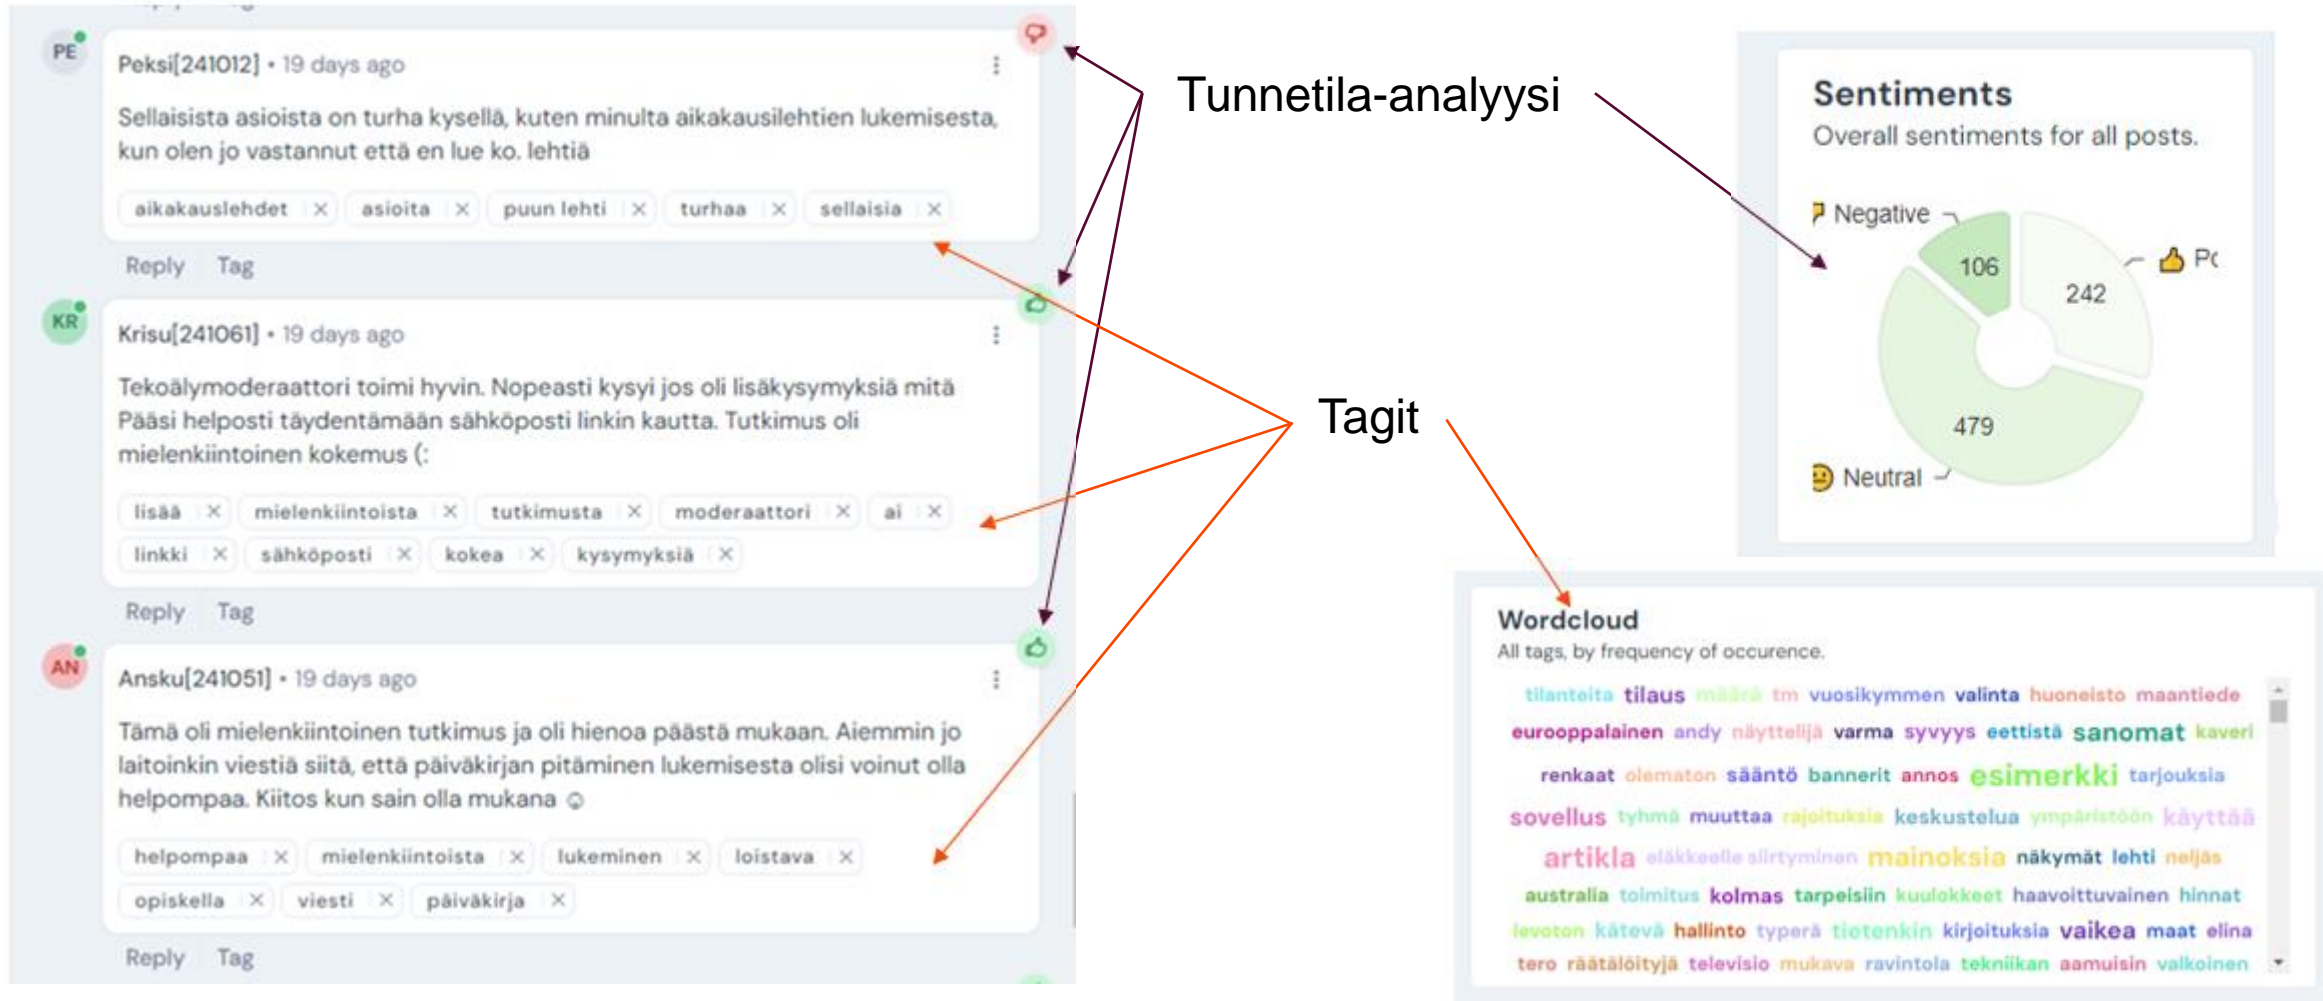 PE
Peksi[241012] • 19 days ago
Sellaisista asioista on turha kysellä, kuten minulta aikakausilehtien lukemisesta,
kun olen jo vastannut että en lue ko. lehtiä
aikakauslehdet × asioita × puun lehti × turhaa × sellaisia ×
Reply Tag
KR
Krisu[241061] • 19 days ago
Tekoälymoderaattori toimi hyvin. Nopeasti kysyi jos oli lisäkysymyksiä mitä
Pääsi helposti täydentämään sähköposti linkin kautta. Tutkimus oli
mielenkiintoinen kokemus (:
lisää × mielenkiintoista × tutkimusta × moderaattori × ai ×
linkki × sähköposti × kokea × kysymyksiä ×
Reply Tag
AN
Ansku[241051] • 19 days ago
Tämä oli mielenkiintoinen tutkimus ja oli hienoa päästä mukaan. Aiemmin jo
laitoinkin viestiä siitä, että päiväkirjan pitäminen lukemisesta olisi voinut olla
helpompaa. Kiitos kun sain olla mukana ☺
helpompaa × mielenkiintoista × lukeminen × loistava ×
opiskella × viesti × päiväkirja ×
Reply Tag
Tunnetila-analyysi
Tagit
Sentiments
Overall sentiments for all posts.
Negative
106
242
479
Neutral
Wordcloud
All tags, by frequency of occurence.
tilanteita tilaus määrä tm vuosikymmen valinta huoneisto maantiede
eurooppalainen andy näyttelijä varma syvyys eettistä sanomat kaveri
renkaat olematon sääntö bannerit annos esimerkki tarjouksia
sovellus tyhmä muuttaa rajoituksia keskustelua ympäristöön käyttää
artikla eläkkeelle siirtyminen mainoksia näkymät lehti neljäs
australia toimitus kolmas tarpeisiin kuulokkeet haavoittuvainen hinnat
levoton kätevä hallinto typerä tietenkin kirjoituksia vaikea maat elina
tero räätälöityjä televisio mukava ravintola tekniikan aamuisin valkoinen